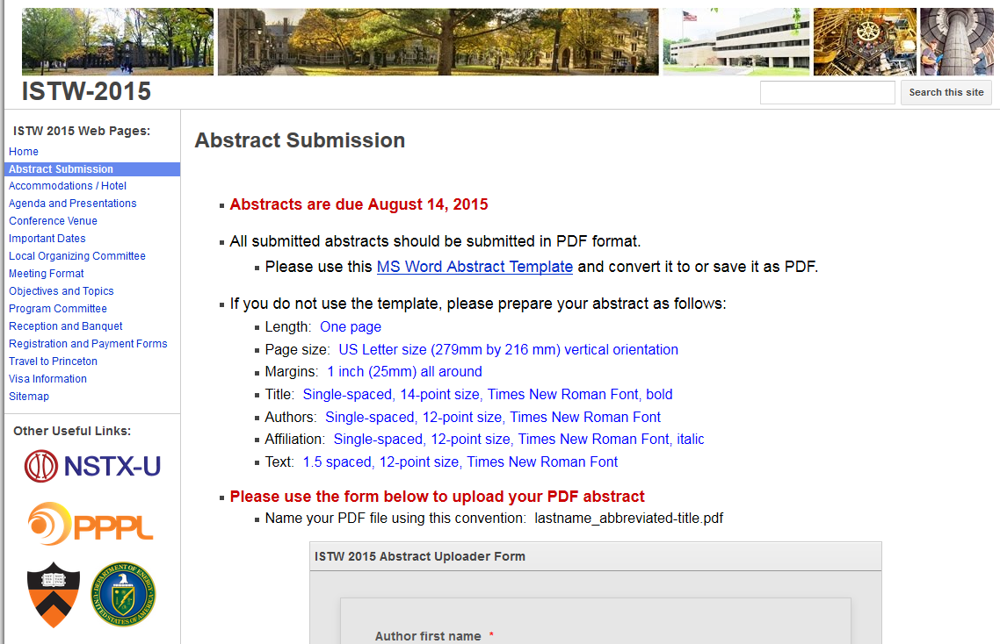 ISTW-2015
Search this site
ISTW 2015 Web Pages:
Home
Abstract Submission
Accommodations / Hotel
Agenda and Presentations
Conference Venue
Important Dates
Local Organizing Committee
Meeting Format
Objectives and Topics
Program Committee
Reception and Banquet
Registration and Payment Forms
Travel to Princeton
Visa Information
Sitemap
Other Useful Links:
NSTX-U
PPPL
DEPARTMENT OF ENERGY
UNITED STATES OF AMERICA
Abstract Submission
Abstracts are due August 14, 2015
All submitted abstracts should be submitted in PDF format.
Please use this MS Word Abstract Template and convert it to or save it as PDF.
If you do not use the template, please prepare your abstract as follows:
Length: One page
Page size: US Letter size (279mm by 216 mm) vertical orientation
Margins: 1 inch (25mm) all around
Title: Single-spaced, 14-point size, Times New Roman Font, bold
Authors: Single-spaced, 12-point size, Times New Roman Font
Affiliation: Single-spaced, 12-point size, Times New Roman Font, italic
Text: 1.5 spaced, 12-point size, Times New Roman Font
Please use the form below to upload your PDF abstract
Name your PDF file using this convention: lastname_abbreviated-title.pdf
ISTW 2015 Abstract Uploader Form
Author first name *